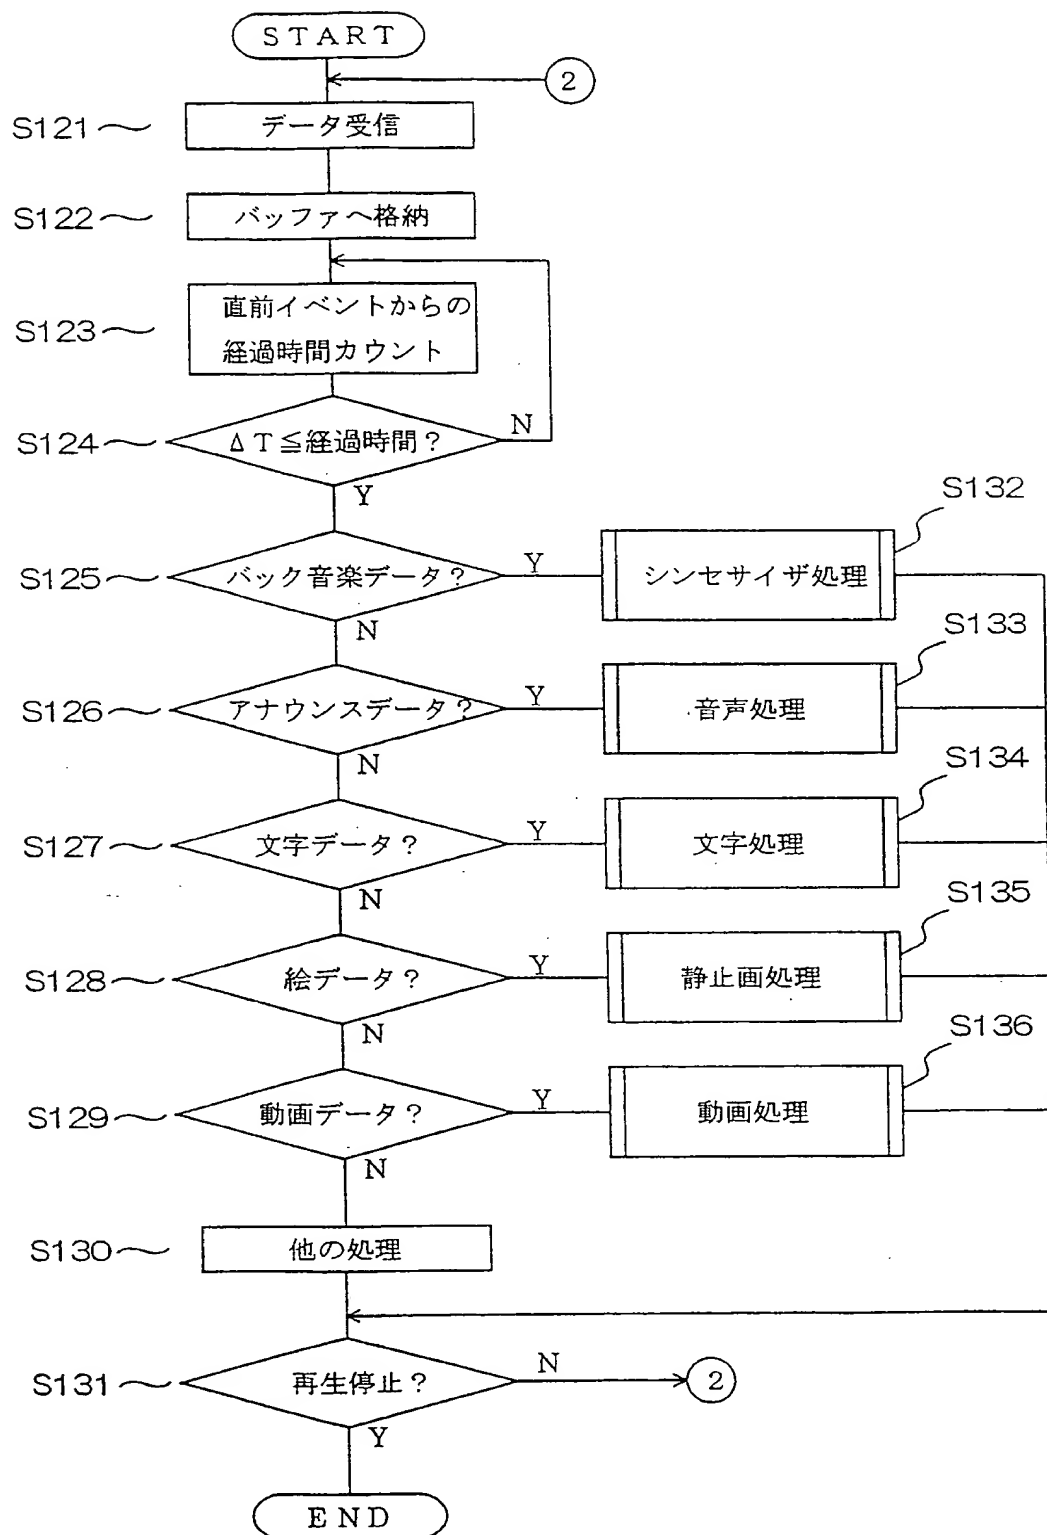 START
②
S121
データ受信
S122
バッファへ格納
S123
直前イベントからの
経過時間カウント
S124
ΔT≦経過時間？
N
Y
S125
バック音楽データ？
Y
シンセサイザ処理
S132
N
S126
アナウンスデータ？
Y
音声処理
S133
N
S127
文字データ？
Y
文字処理
S134
N
S128
絵データ？
Y
静止画処理
S135
N
S129
動画データ？
Y
動画処理
S136
N
S130
他の処理
S131
再生停止？
N
②
Y
END